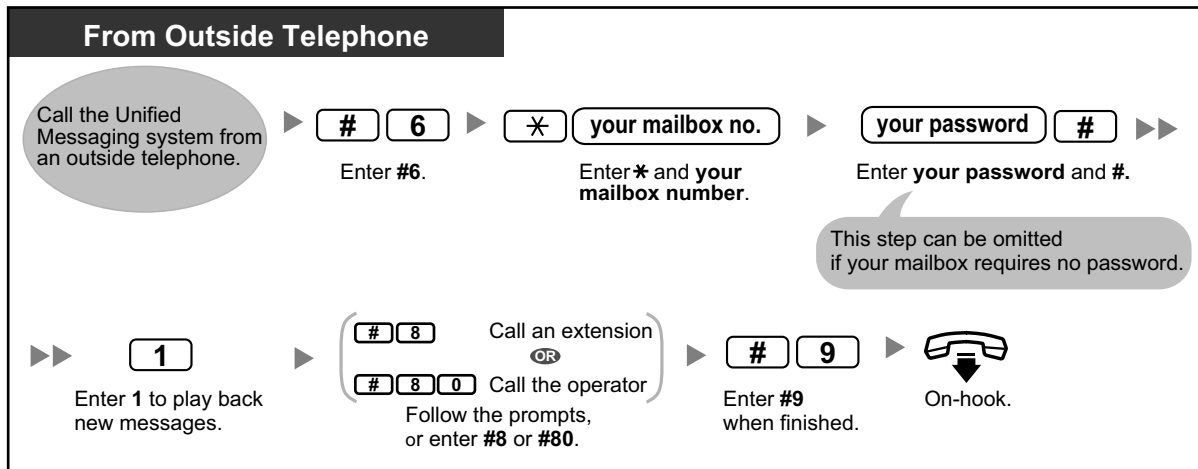 From Outside Telephone
Call the Unified
Messaging system from
an outside telephone.
# 6
Enter #6.
* your mailbox no.
Enter * and your
mailbox number.
your password #
Enter your password and #.
This step can be omitted
if your mailbox requires no password.
1
Enter 1 to play back
new messages.
# 8 Call an extension
OR
# 8 0 Call the operator
Follow the prompts,
or enter #8 or #80.
# 9
Enter #9
when finished.
On-hook.